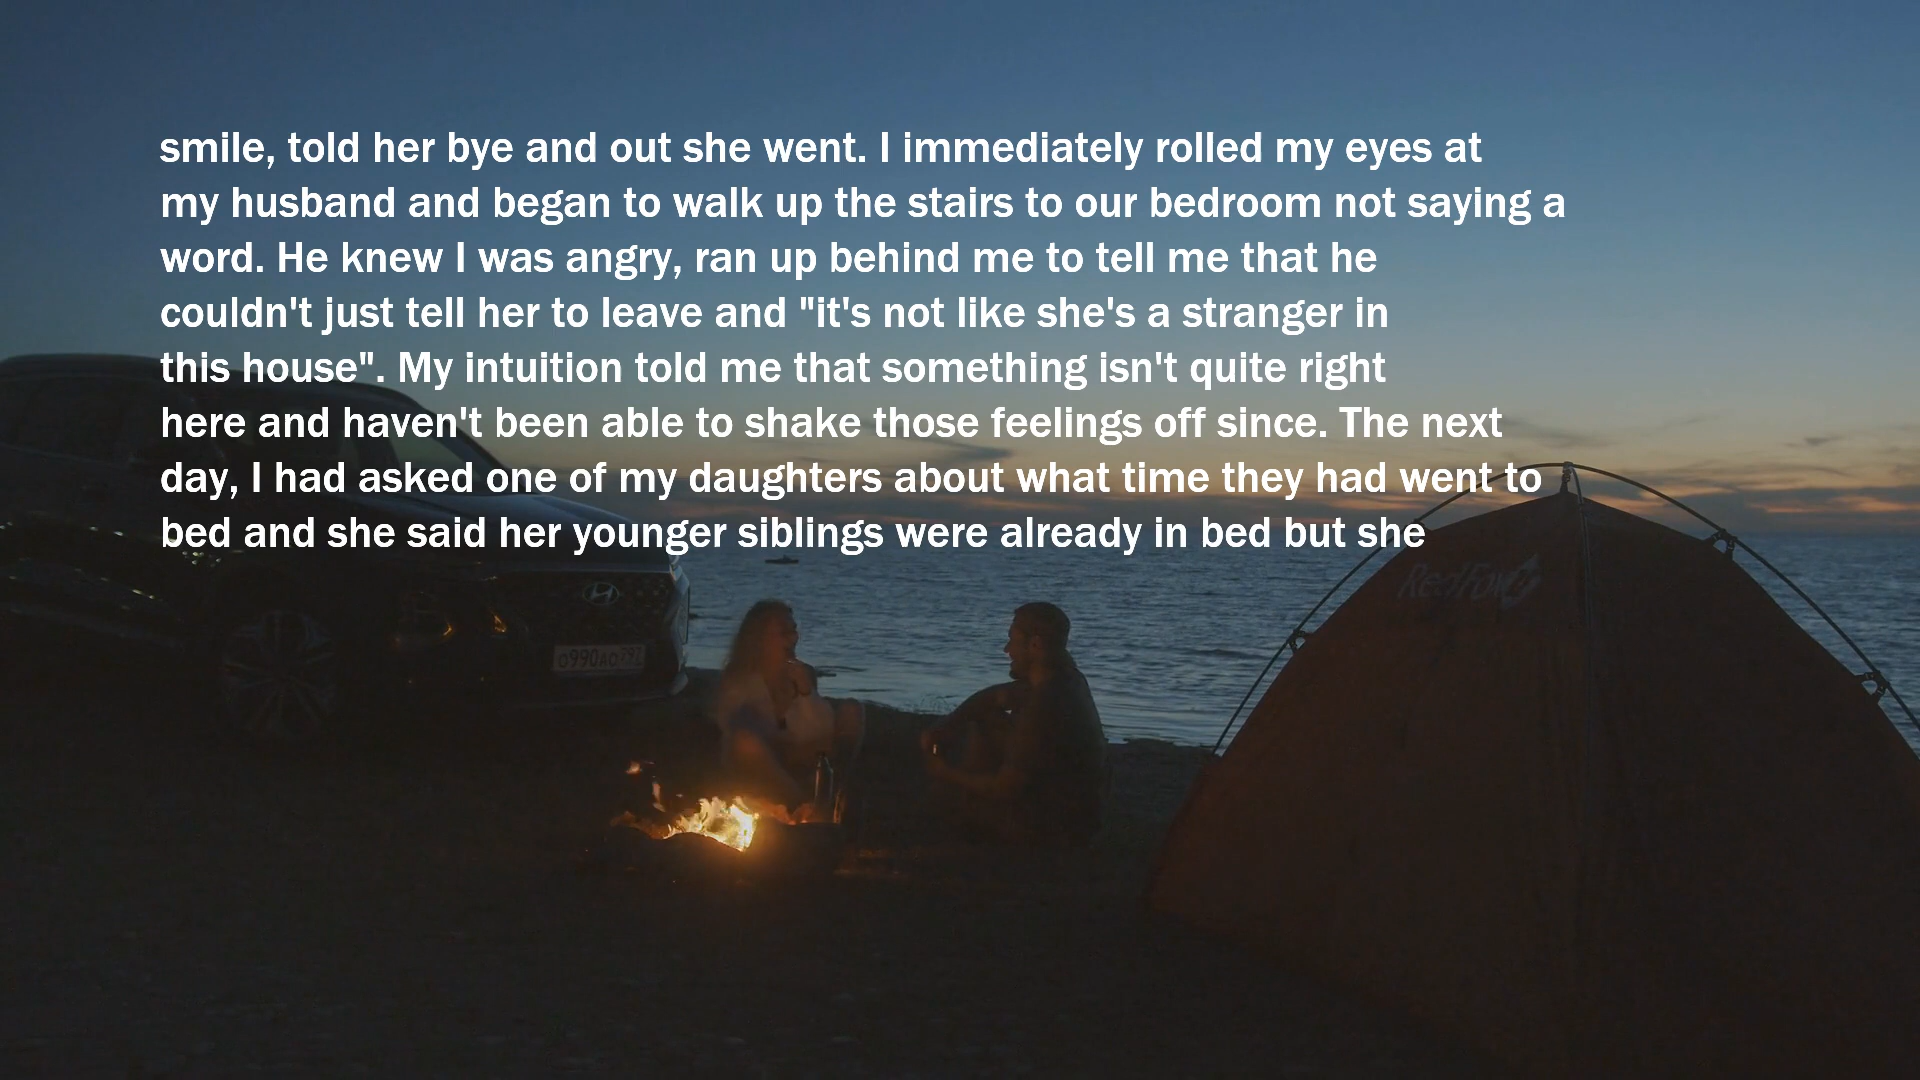 smile, told her bye and out she went. I immediately rolled my eyes at
my husband and began to walk up the stairs to our bedroom not saying a
word. He knew I was angry, ran up behind me to tell me that he
couldn't just tell her to leave and "it's not like she's a stranger in
this house". My intuition told me that something isn't quite right
here and haven't been able to shake those feelings off since. The next
day, I had asked one of my daughters about what time they had went to
bed and she said her younger siblings were already in bed but she
RedFox
О990АО797